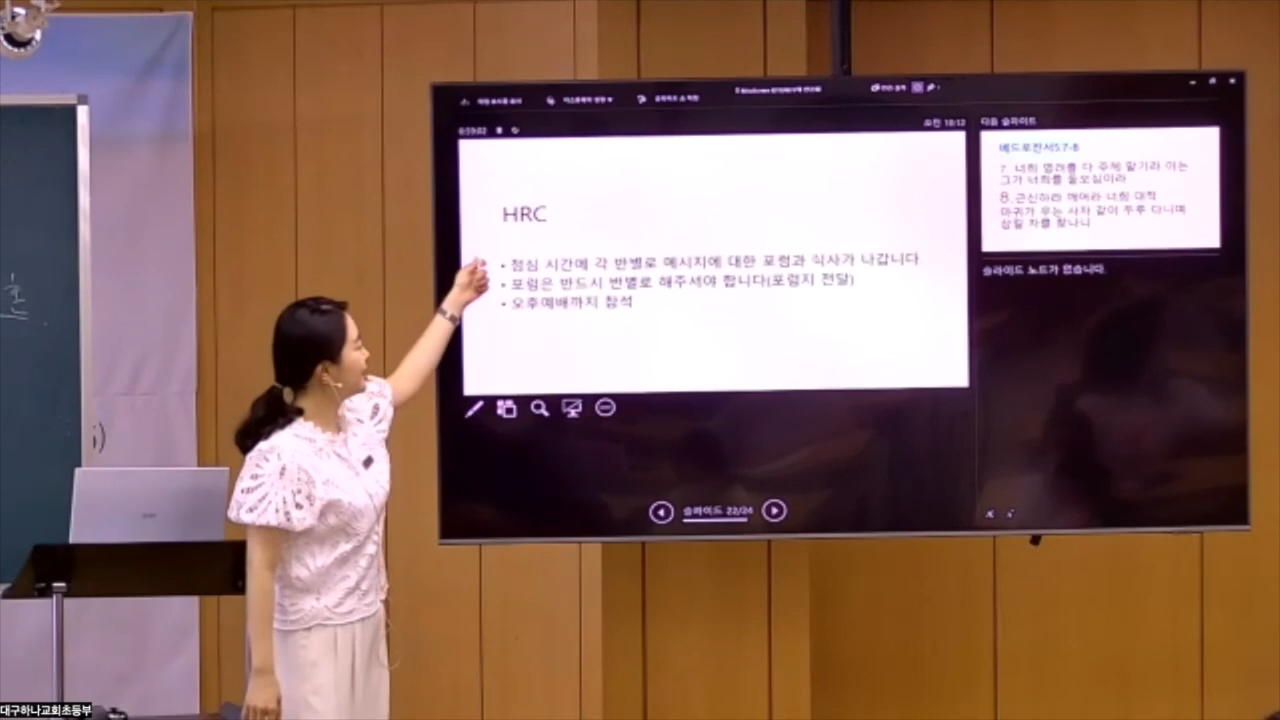 오전 10:12
다음 슬라이드
HRC
• 점심 시간에 각 반별로 메시지에 대한 포럼과 식사가 나갑니다
• 포럼은 반드시 반별로 해주셔야 합니다(포럼지 전달)
• 오후예배까지 참석
베드로전서5:7-8
7. 너희 염려를 다 주께 맡기라 이는
그가 너희를 돌보심이라
8. 근신하라 깨어라 너희 대적
마귀가 우는 사자 같이 두루 다니며
삼킬 자를 찾나니
슬라이드 노트가 없습니다.
슬라이드 22/24
대구하나교회초등부